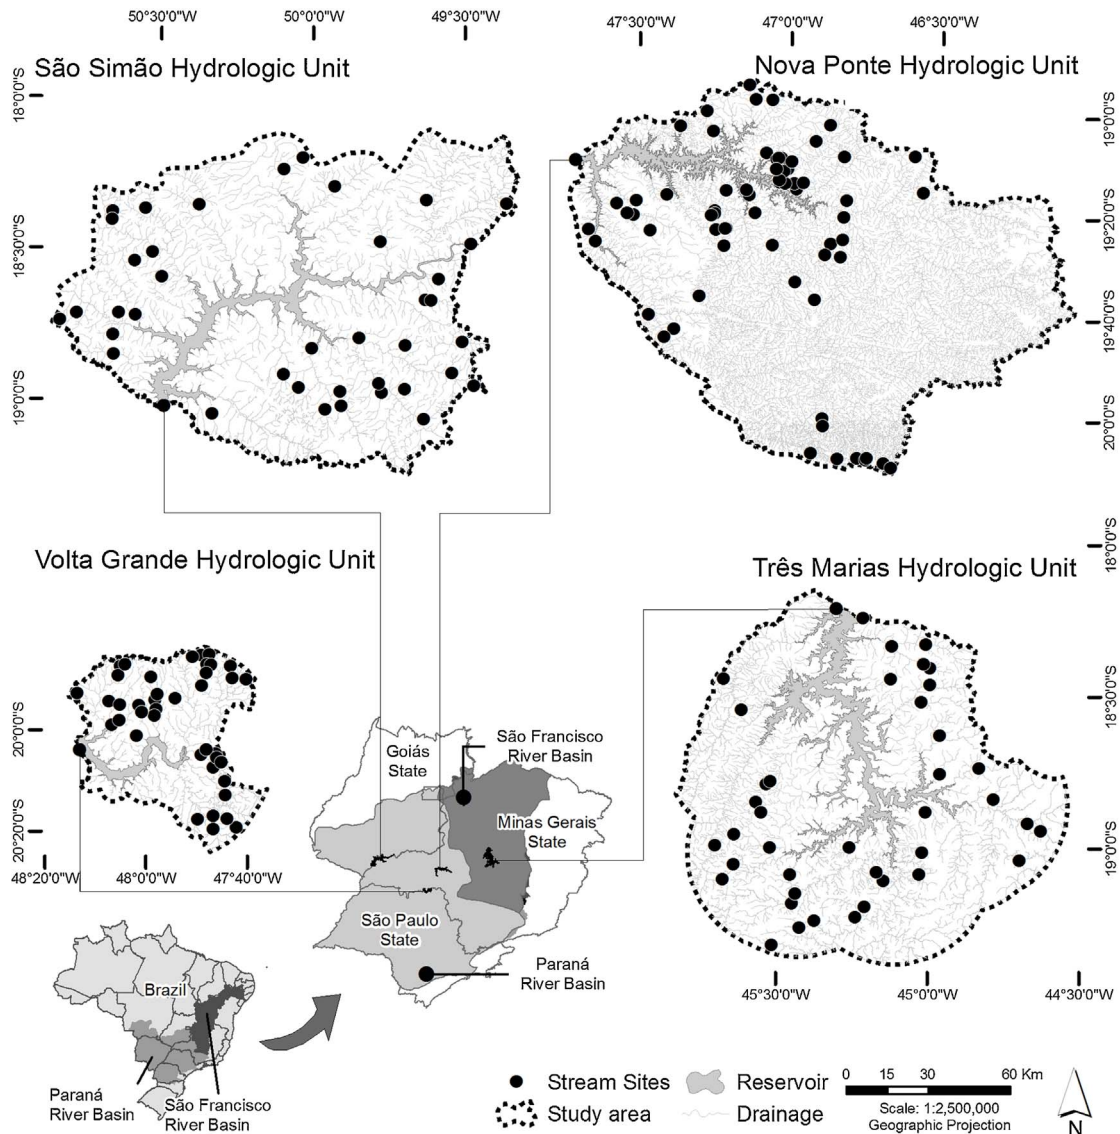 50°30'0"W
50°0'0"W
49°30'0"W
47°30'0"W
47°0'0"W
46°30'0"W
São Simão Hydrologic Unit
Nova Ponte Hydrologic Unit
18°0'0"S
18°30'0"S
19°0'0"S
19°0'0"S
19°20'0"S
19°40'0"S
20°0'0"S
Volta Grande Hydrologic Unit
Três Marias Hydrologic Unit
18°0'0"S
18°30'0"S
19°0'0"S
20°0'0"S
20°20'0"S
48°20'0"W
48°0'0"W
47°40'0"W
Goiás
State
São Francisco
River Basin
Minas Gerais
State
São Paulo
State
Paraná
River Basin
45°30'0"W
45°0'0"W
44°30'0"W
Brazil
Paraná
River Basin
São Francisco
River Basin
Stream Sites
Reservoir
Study area
Drainage
0 15 30 60 Km
Scale: 1:2,500,000
Geographic Projection
N